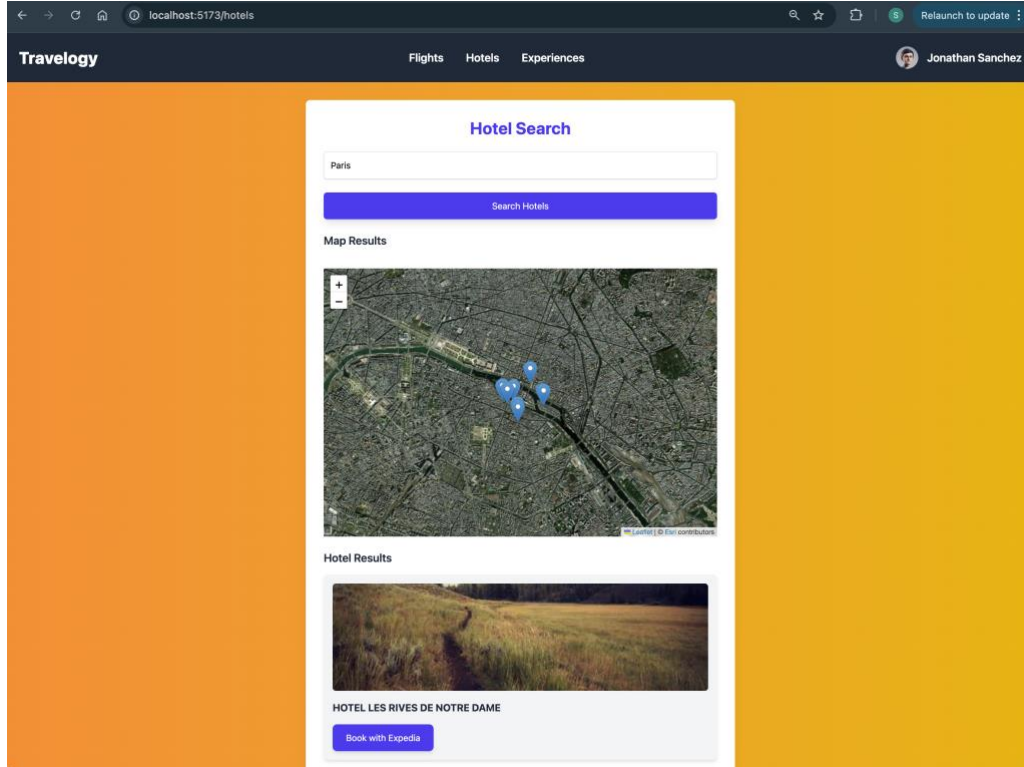 localhost:5173/hotels
S
Relaunch to update
Travelogy
Flights Hotels Experiences
Jonathan Sanchez
Hotel Search
Paris
Search Hotels
Map Results
+
−
Leaflet | © Esri contributors
Hotel Results
HOTEL LES RIVES DE NOTRE DAME
Book with Expedia